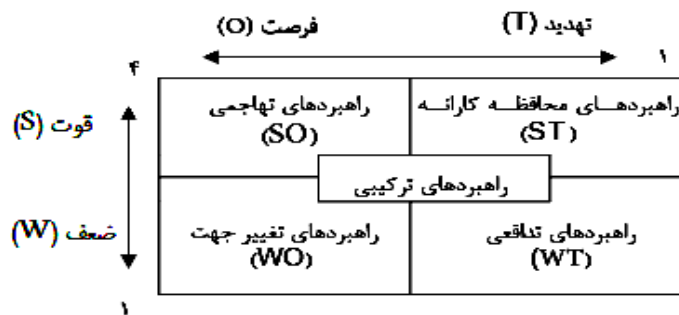 تهدید (T) فرصت (O)
۱ ۴
راهبردهای محافظه کارانه راهبردهای تهاجمی قوت (S)
(ST) (SO)
راهبردهای ترکیبی
راهبردهای تدافعی راهبردهای تغییر جهت ضعف (W)
(WT) (WO)
۱